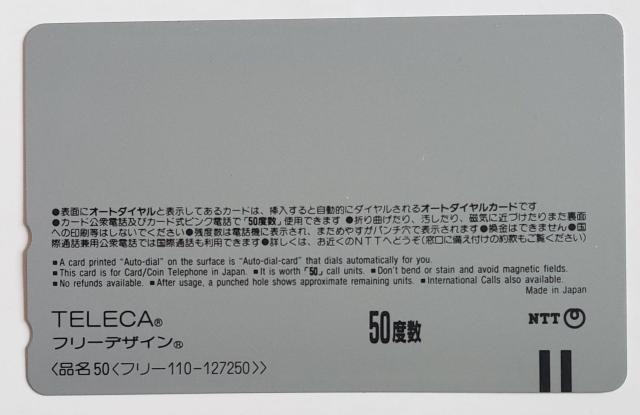 ●表面にオートダイヤルと表示してあるカードは、挿入すると自動的にダイヤルされるオートダイヤルカードです
●カード公衆電話及びカード式ピンク電話で「50度数」使用できます ●折り曲げたり、汚したり、磁気に近づけたりまた裏面
への印刷等はしないでください ●残度数は電話機に表示され、またためやすがパンチ穴で表示されます ●換金はできません ●国
際通話兼用公衆電話では国際通話も利用できます ●詳しくは、お近くのNTTへどうぞ(窓口に備え付けの約款もご覧ください)
■ A card printed "Auto-dial" on the surface is "Auto-dial-card" that dials automatically for you.
■ This card is for Card/Coin Telephone in Japan. ■ It is worth 「50」 call units. ■ Don't bend or stain and avoid magnetic fields.
■ No refunds available. ■ After usage, a punched hole shows approximate remaining units. ■ International Calls also available.
Made in Japan
TELECA®
フリーデザイン®
50度数
NTT
〈品名50〈フリー110-127250〉〉